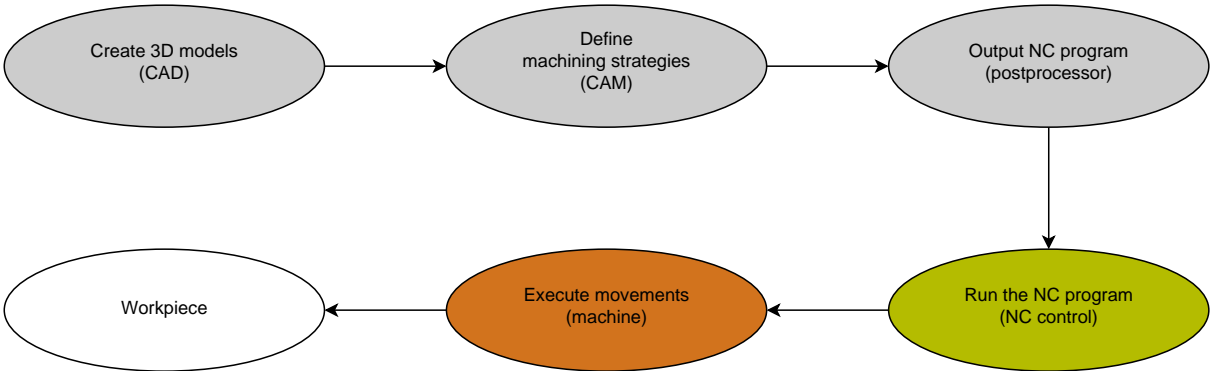 Create 3D models
(CAD)
Define
machining strategies
(CAM)
Output NC program
(postprocessor)
Workpiece
Execute movements
(machine)
Run the NC program
(NC control)